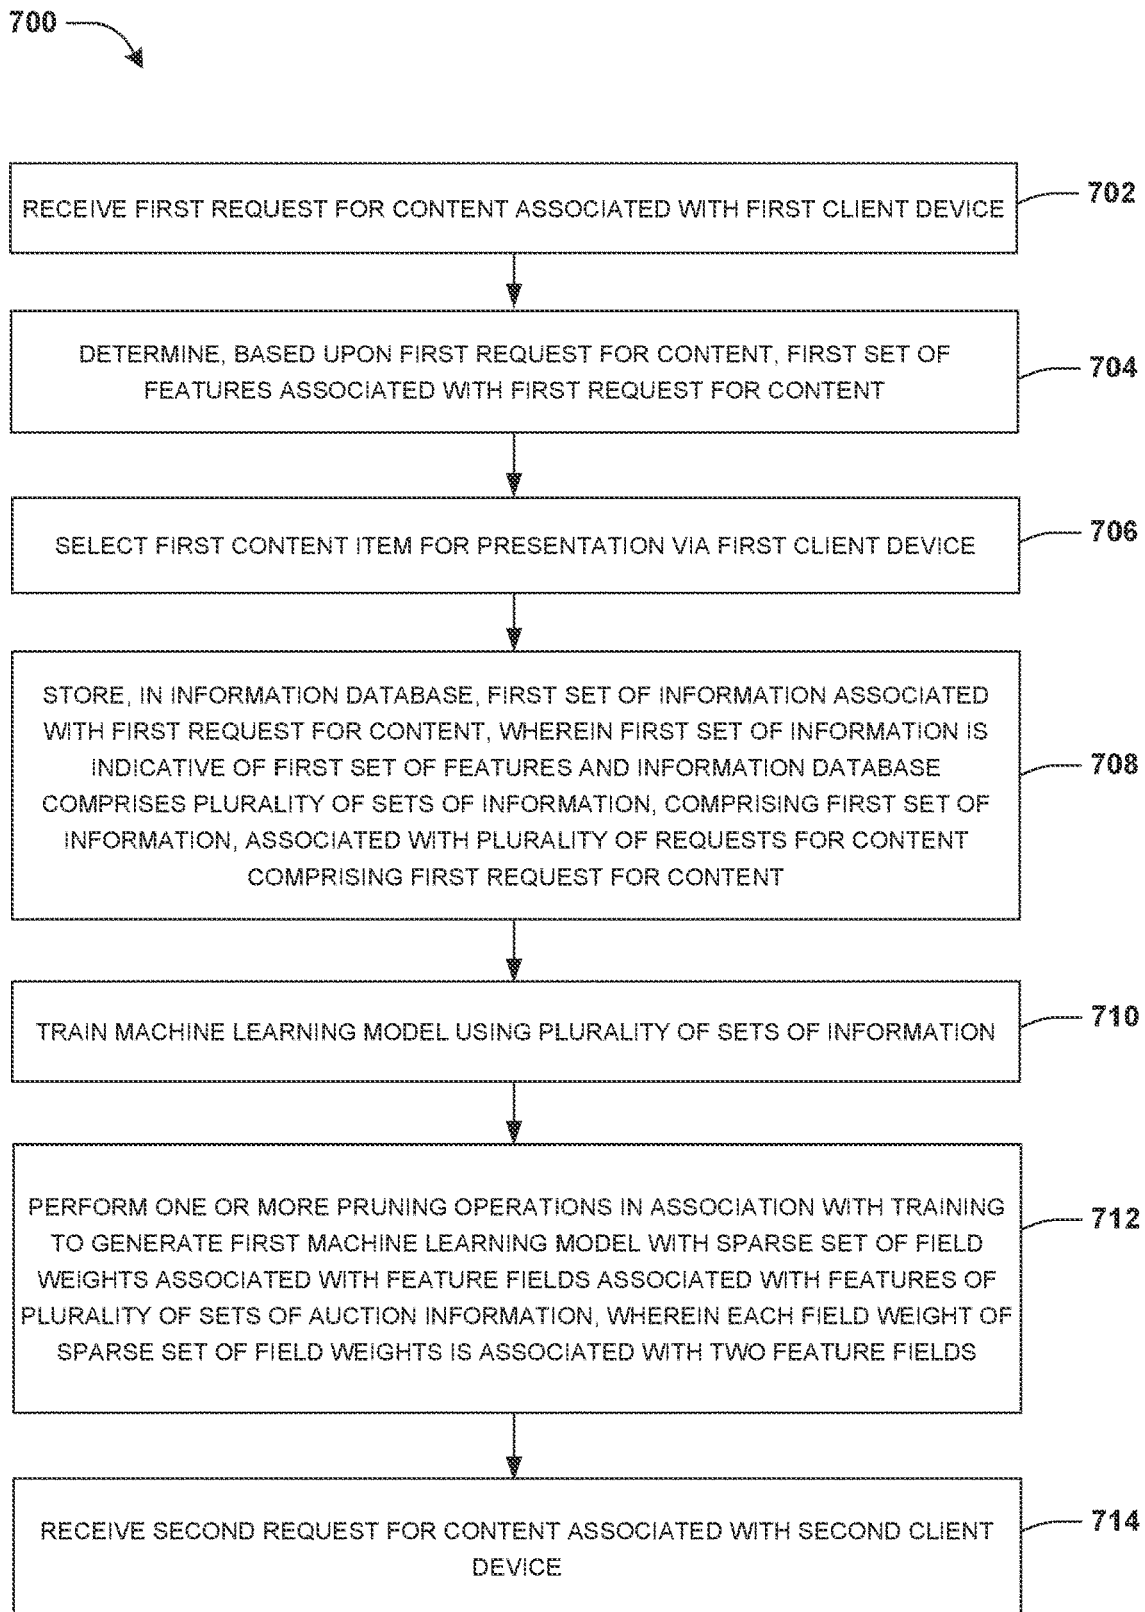 700
RECEIVE FIRST REQUEST FOR CONTENT ASSOCIATED WITH FIRST CLIENT DEVICE
702
DETERMINE, BASED UPON FIRST REQUEST FOR CONTENT, FIRST SET OF
FEATURES ASSOCIATED WITH FIRST REQUEST FOR CONTENT
704
SELECT FIRST CONTENT ITEM FOR PRESENTATION VIA FIRST CLIENT DEVICE
706
STORE, IN INFORMATION DATABASE, FIRST SET OF INFORMATION ASSOCIATED
WITH FIRST REQUEST FOR CONTENT, WHEREIN FIRST SET OF INFORMATION IS
INDICATIVE OF FIRST SET OF FEATURES AND INFORMATION DATABASE
COMPRISES PLURALITY OF SETS OF INFORMATION, COMPRISING FIRST SET OF
INFORMATION, ASSOCIATED WITH PLURALITY OF REQUESTS FOR CONTENT
COMPRISING FIRST REQUEST FOR CONTENT
708
TRAIN MACHINE LEARNING MODEL USING PLURALITY OF SETS OF INFORMATION
710
PERFORM ONE OR MORE PRUNING OPERATIONS IN ASSOCIATION WITH TRAINING
TO GENERATE FIRST MACHINE LEARNING MODEL WITH SPARSE SET OF FIELD
WEIGHTS ASSOCIATED WITH FEATURE FIELDS ASSOCIATED WITH FEATURES OF
PLURALITY OF SETS OF AUCTION INFORMATION, WHEREIN EACH FIELD WEIGHT OF
SPARSE SET OF FIELD WEIGHTS IS ASSOCIATED WITH TWO FEATURE FIELDS
712
RECEIVE SECOND REQUEST FOR CONTENT ASSOCIATED WITH SECOND CLIENT
DEVICE
714